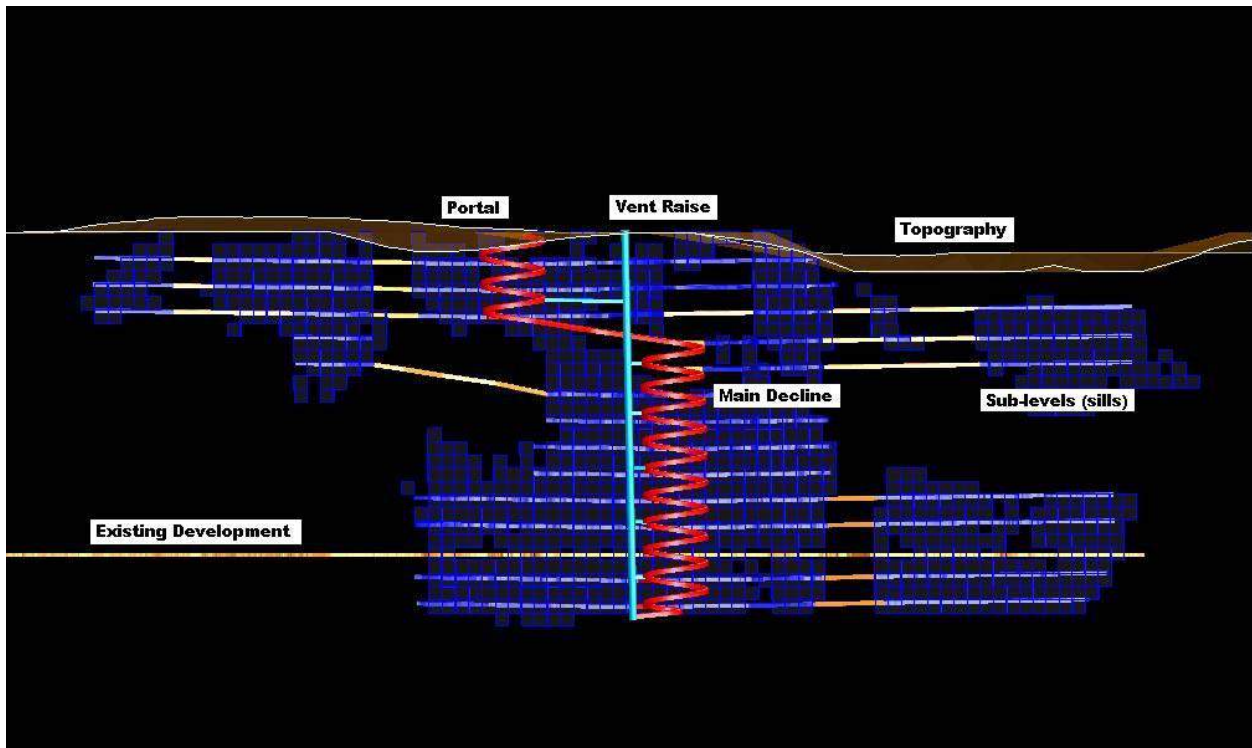 Portal
Vent Raise
Topography
Main Decline
Sub-levels (sills)
Existing Development